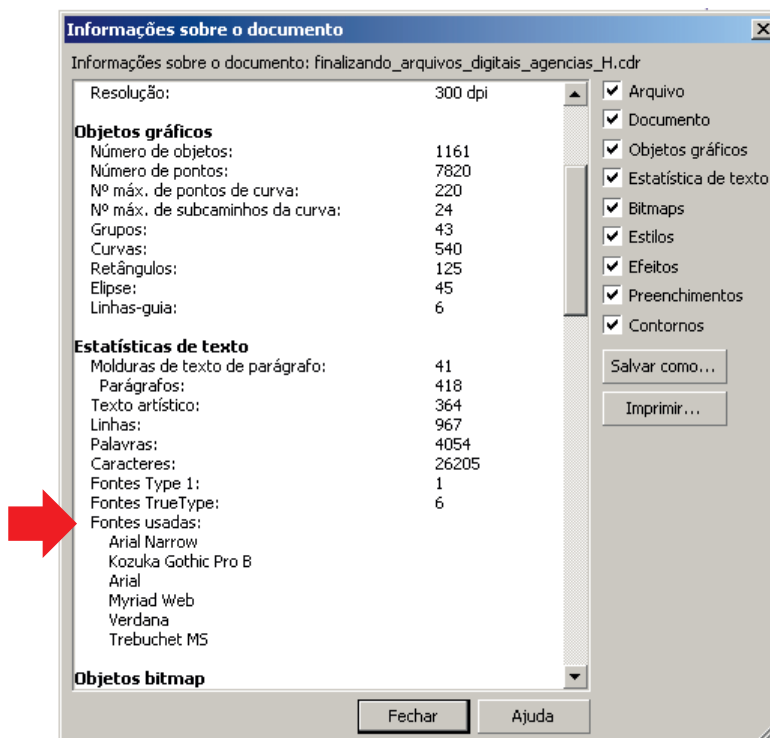 Informações sobre o documento
Informações sobre o documento: finalizando_arquivos_digitais_agencias_H.cdr
Resolução: 300 dpi
Objetos gráficos
Número de objetos: 1161
Número de pontos: 7820
Nº máx. de pontos de curva: 220
Nº máx. de subcaminhos da curva: 24
Grupos: 43
Curvas: 540
Retângulos: 125
Elipse: 45
Linhas-guia: 6
Estatísticas de texto
Molduras de texto de parágrafo: 41
Parágrafos: 418
Texto artístico: 364
Linhas: 967
Palavras: 4054
Caracteres: 26205
Fontes Type 1: 1
Fontes TrueType: 6
Fontes usadas:
Arial Narrow
Kozuka Gothic Pro B
Arial
Myriad Web
Verdana
Trebuchet MS
Objetos bitmap
Arquivo
Documento
Objetos gráficos
Estatística de texto
Bitmaps
Estilos
Efeitos
Preenchimentos
Contornos
Salvar como...
Imprimir...
Fechar Ajuda